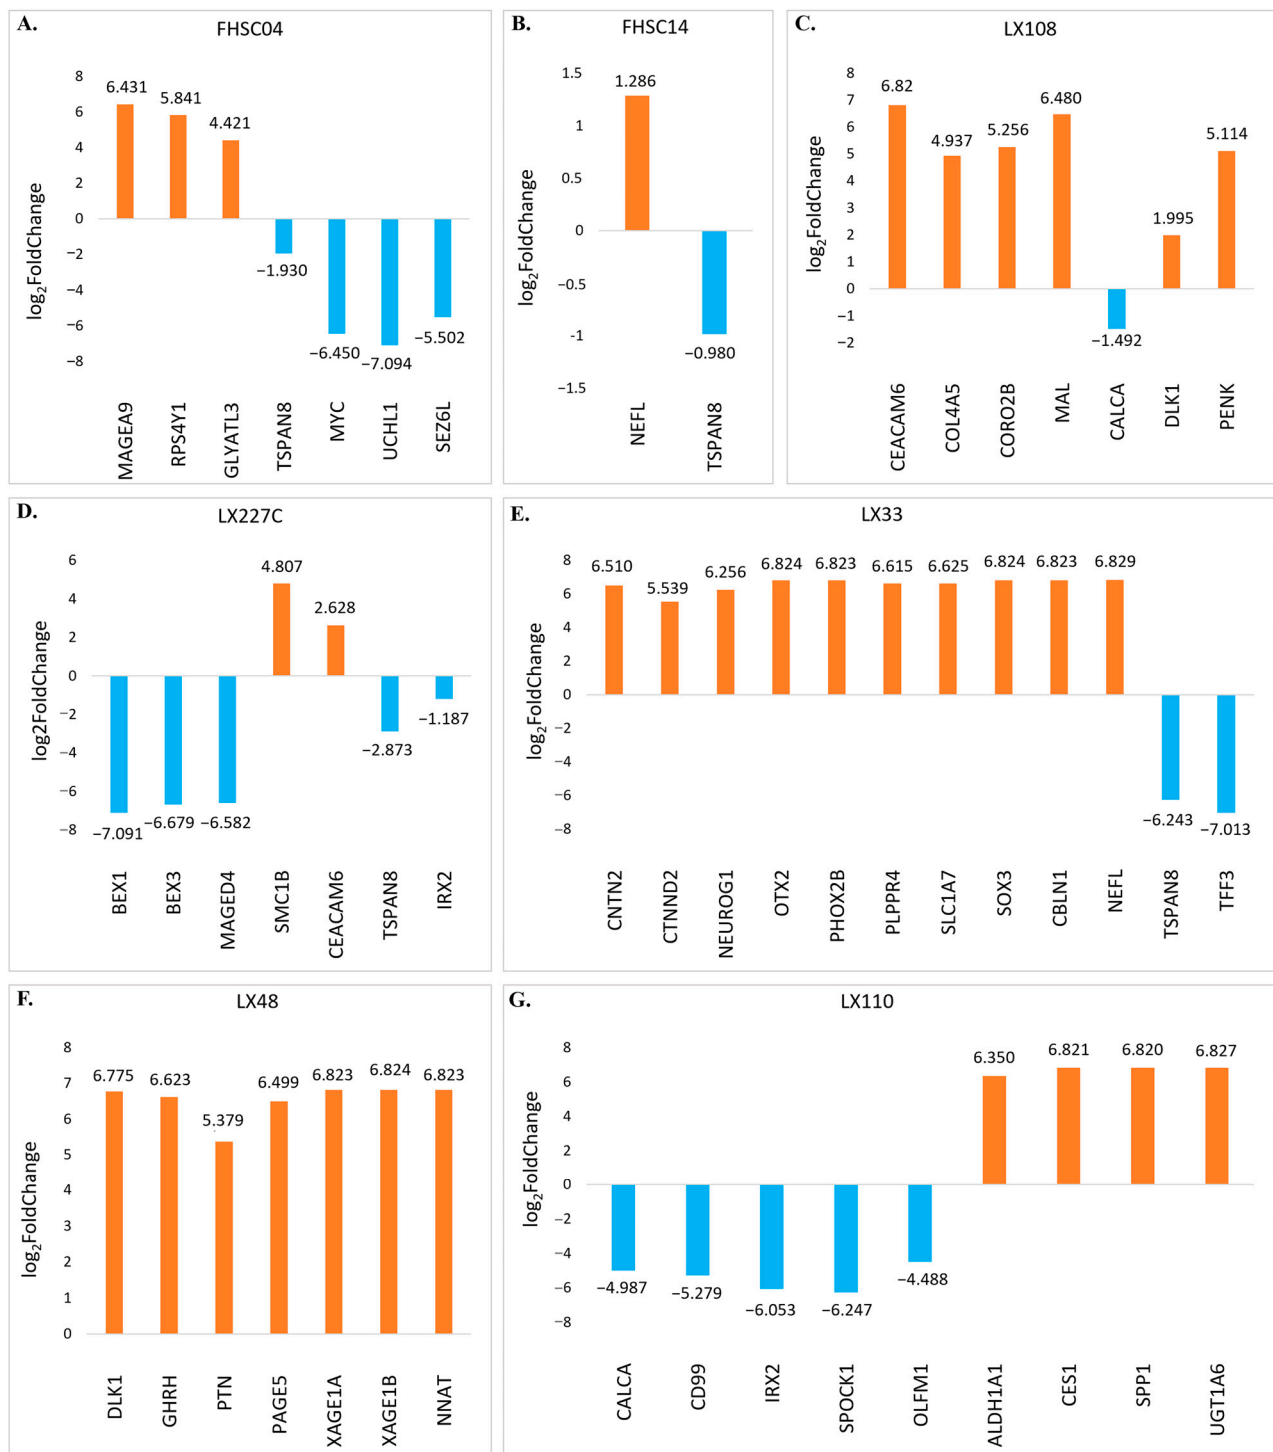 A.
FHSC04
log₂FoldChange
8
6
4
2
0
−2
−4
−6
−8
6.431
5.841
4.421
−1.930
−6.450
−7.094
−5.502
MAGEA9
RPS4Y1
GLYATL3
TSPAN8
MYC
UCHL1
SEZ6L
B.
FHSC14
log₂FoldChange
1.5
1
0.5
0
−0.5
-1
−1.5
1.286
−0.980
NEFL
TSPAN8
C.
LX108
log₂FoldChange
8
7
6
5
4
3
2
1
0
−1
−2
6.82
4.937
5.256
6.480
−1.492
1.995
5.114
CEACAM6
COL4A5
CORO2B
MAL
CALCA
DLK1
PENK
D.
LX227C
log2FoldChange
6
4
2
0
−2
−4
−6
−8
−7.091
−6.679
−6.582
4.807
2.628
−2.873
−1.187
BEX1
BEX3
MAGED4
SMC1B
CEACAM6
TSPAN8
IRX2
E.
LX33
log₂FoldChange
8
6
4
2
0
−2
−4
−6
−8
6.510
5.539
6.256
6.824
6.823
6.615
6.625
6.824
6.823
6.829
−6.243
−7.013
CNTN2
CTNND2
NEUROG1
OTX2
PHOX2B
PLPPR4
SLC1A7
SOX3
CBLN1
NEFL
TSPAN8
TFF3
F.
LX48
log₂FoldChange
8
7
6
5
4
3
2
1
0
6.775
6.623
5.379
6.499
6.823
6.824
6.823
DLK1
GHRH
PTN
PAGE5
XAGE1A
XAGE1B
NNAT
G.
LX110
log₂FoldChange
8
6
4
2
0
−2
−4
−6
−8
−4.987
−5.279
−6.053
−6.247
−4.488
6.350
6.821
6.820
6.827
CALCA
CD99
IRX2
SPOCK1
OLFM1
ALDH1A1
CES1
SPP1
UGT1A6